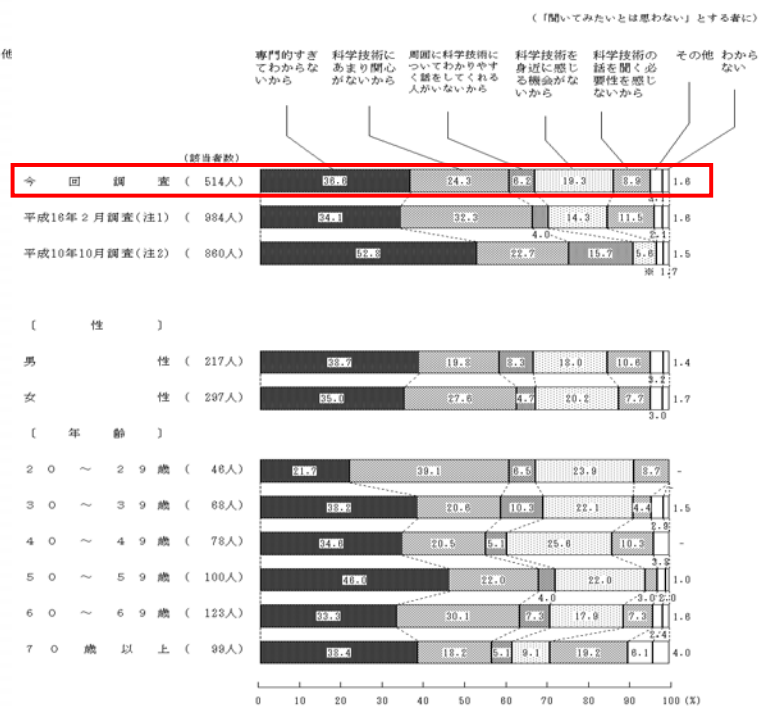 (「聞いてみたいとは思わない」とする者に)
他
専門的すぎてわからないから
科学技術にあまり関心がないから
周囲に科学技術についてわかりやすく話をしてくれる人がいないから
科学技術を身近に感じる機会がないから
科学技術の話を聞く必要性を感じないから
その他
わからない
(該当者数)
今回調査 ( 514人) 36.6 24.3 6.2 19.3 8.9 3.1 1.6
平成16年2月調査(注1) ( 984人) 34.1 32.3 4.0 14.3 11.5 2.1 1.6
平成10年10月調査(注2) ( 860人) 52.8 22.7 15.7 5.6 ※ 1.7 1.5
〔 性 〕
男性 ( 217人) 38.7 19.8 8.3 18.0 10.6 3.2 1.4
女性 ( 297人) 35.0 27.6 4.7 20.2 7.7 3.0 1.7
〔 年齢 〕
20 ～ 29歳 ( 46人) 21.7 39.1 6.5 23.9 8.7 -
30 ～ 39歳 ( 68人) 38.2 20.6 10.3 22.1 4.4 2.9 1.5
40 ～ 49歳 ( 78人) 34.6 20.5 5.1 25.6 10.3 3.8 -
50 ～ 59歳 ( 100人) 46.0 22.0 4.0 22.0 3.0 2.0 1.0
60 ～ 69歳 ( 123人) 33.3 30.1 7.3 17.9 7.3 2.4 1.6
70歳以上 ( 99人) 38.4 18.2 5.1 9.1 19.2 6.1 4.0
0 10 20 30 40 50 60 70 80 90 100 (%)